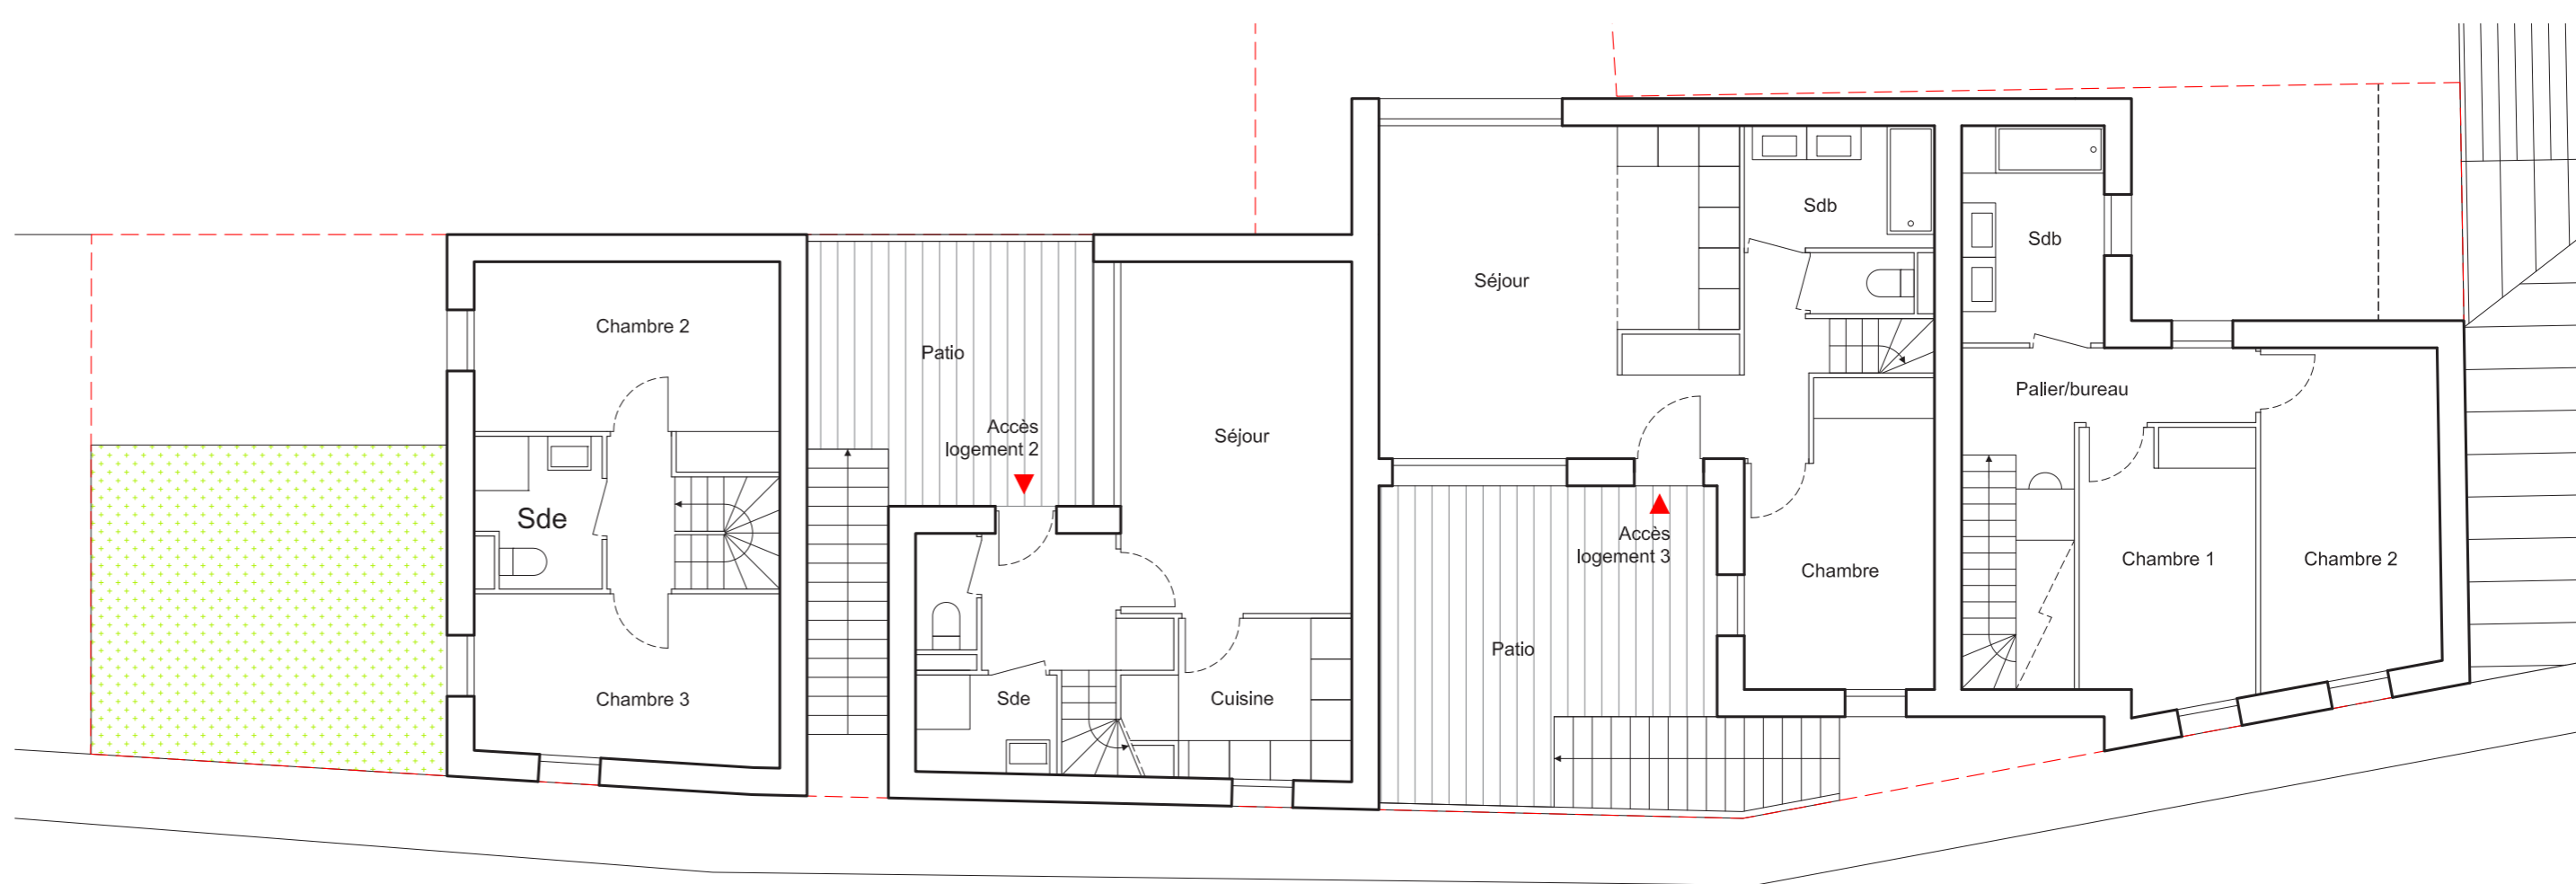 Chambre 2
Sde
Chambre 3
Patio
Accès
logement 2
Séjour
Sde
Cuisine
Séjour
Sdb
Accès
logement 3
Patio
Chambre
Sdb
Palier/bureau
Chambre 1
Chambre 2